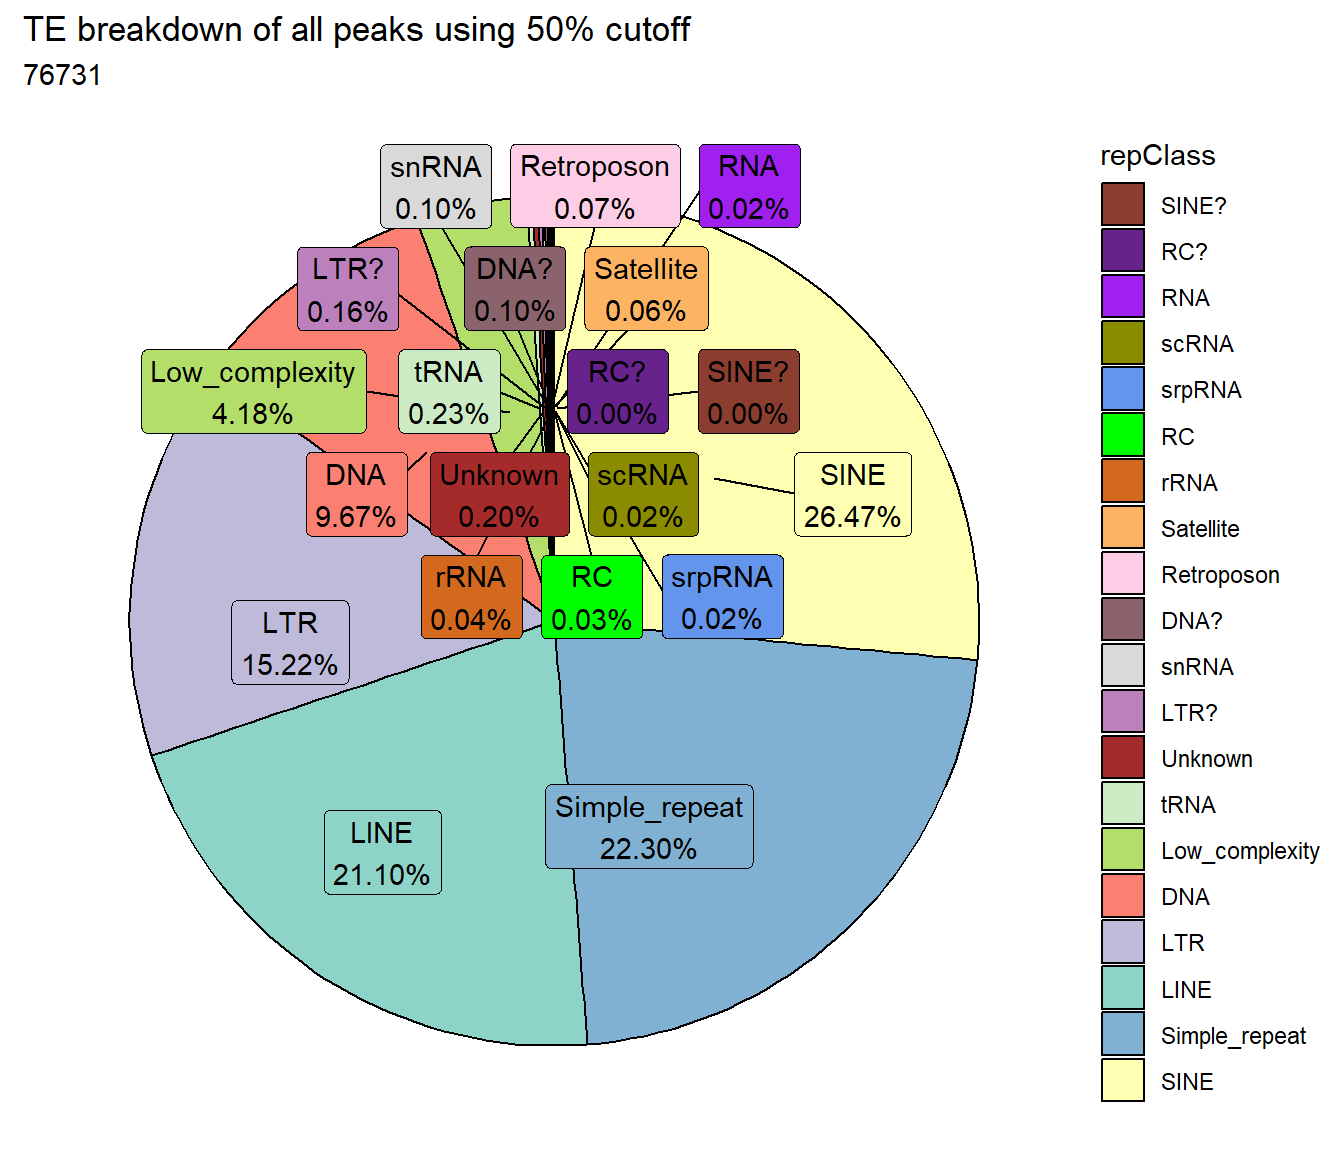 TE breakdown of all peaks using 50% cutoff
76731
snRNA
0.10%
Retroposon
0.07%
RNA
0.02%
LTR?
0.16%
DNA?
0.10%
Satellite
0.06%
Low_complexity
4.18%
tRNA
0.23%
RC?
0.00%
SINE?
0.00%
DNA
9.67%
Unknown
0.20%
scRNA
0.02%
SINE
26.47%
rRNA
0.04%
RC
0.03%
srpRNA
0.02%
LTR
15.22%
Simple_repeat
22.30%
LINE
21.10%
repClass
SINE?
RC?
RNA
scRNA
srpRNA
RC
rRNA
Satellite
Retroposon
DNA?
snRNA
LTR?
Unknown
tRNA
Low_complexity
DNA
LTR
LINE
Simple_repeat
SINE